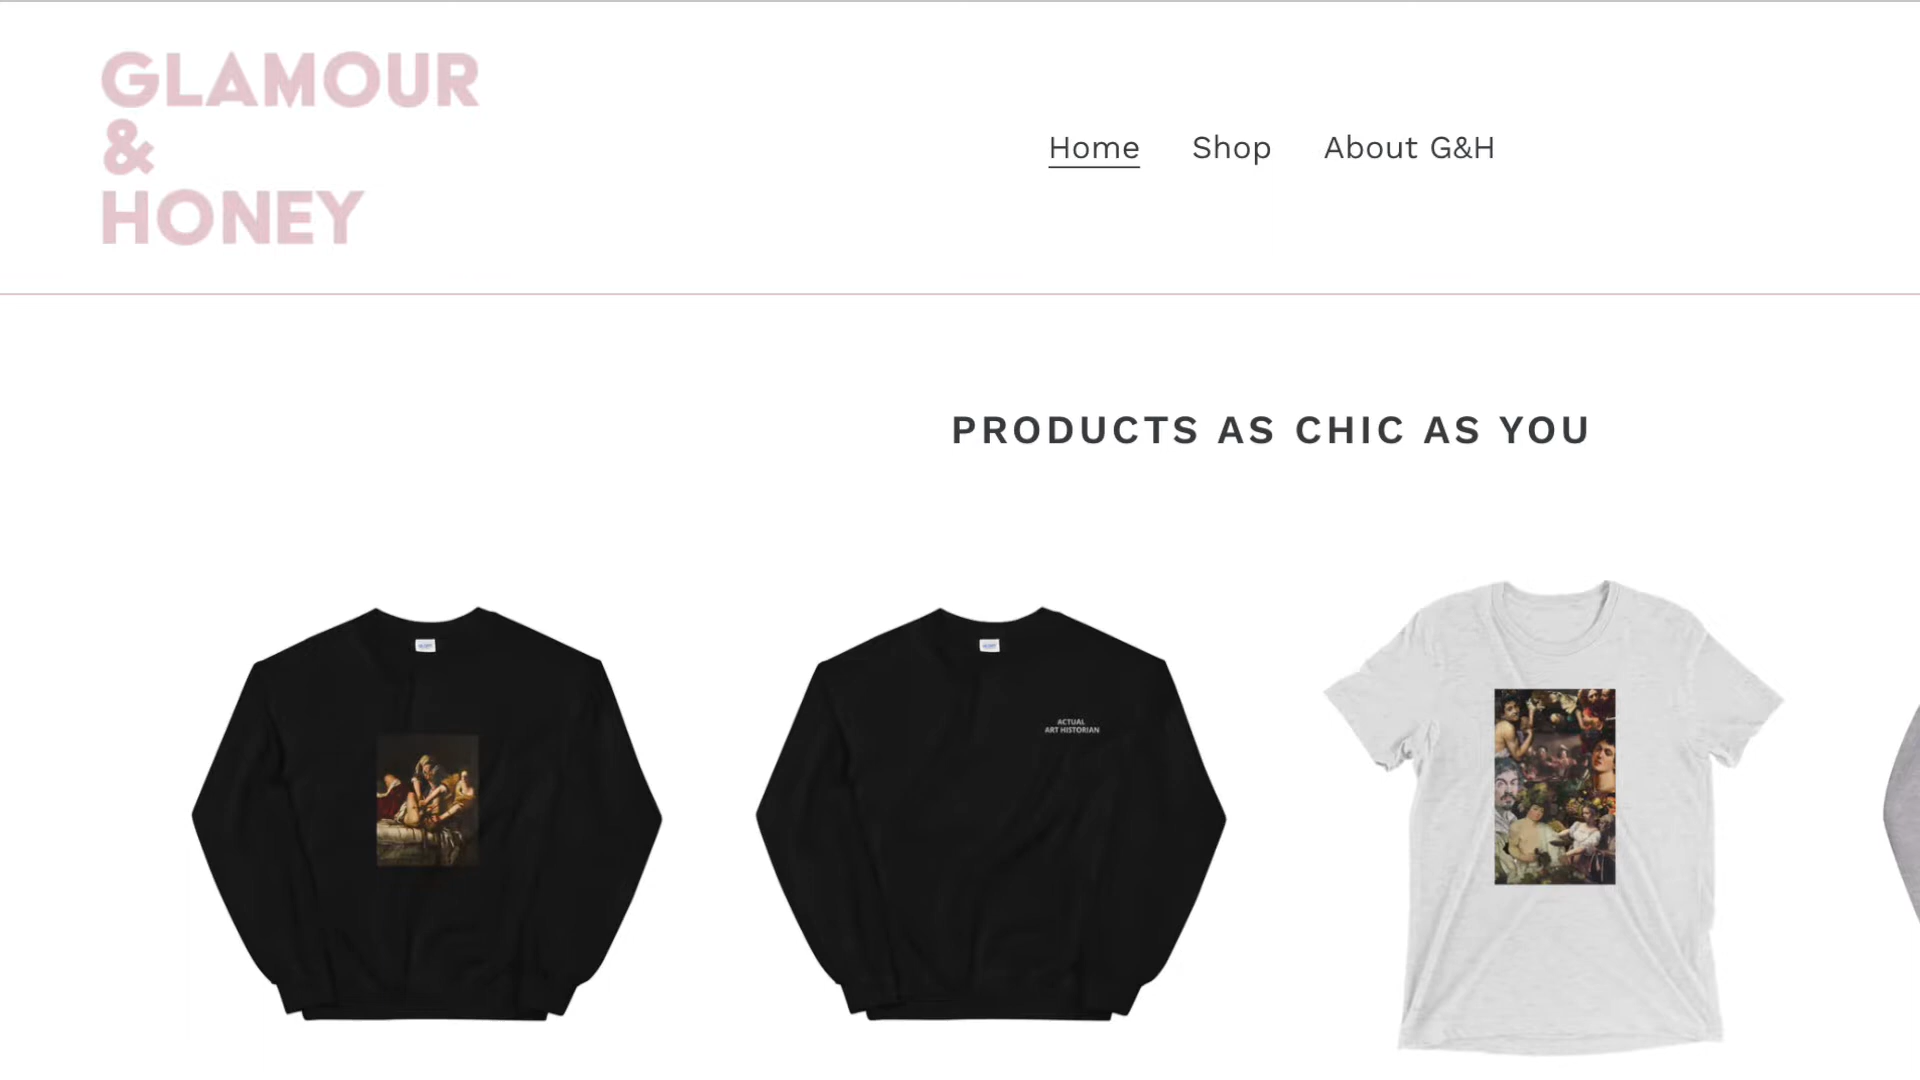 GLAMOUR
&
HONEY
Home Shop About G&H
PRODUCTS AS CHIC AS YOU
ACTUAL
ART HISTORIAN